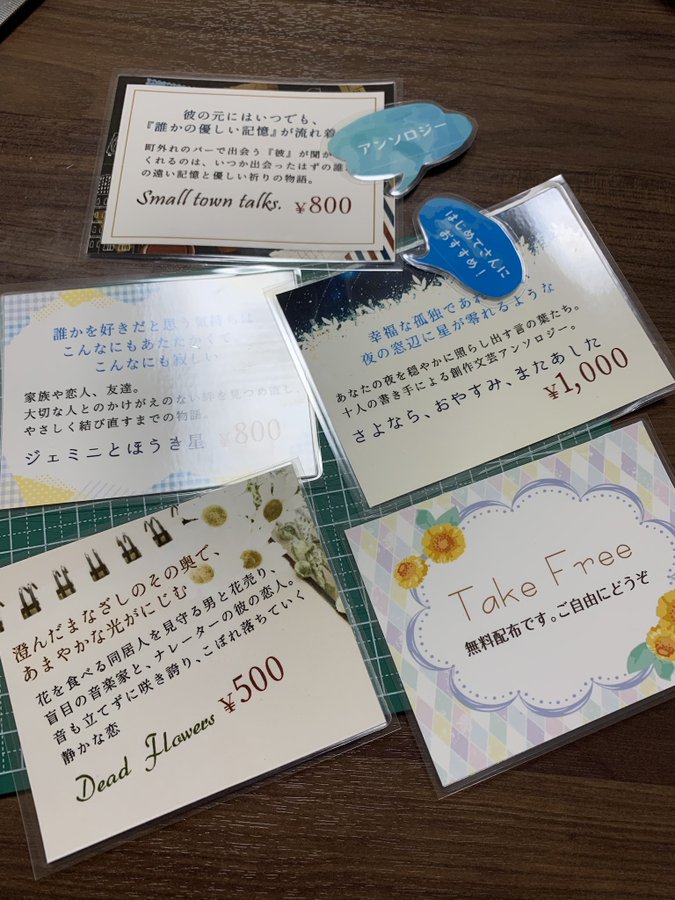 彼の元にはいつでも、
『誰かの優しい記憶』が流れ着
町外れのバーで出会う『彼』が聞か
くれるのは、いつか出会ったはずの誰
の遠い記憶と優しい祈りの物語。
Small town talks. ¥800
アンソロジー
はじめてさんに
おすすめ!
誰かを好きだと思う気持ちは
こんなにもあたたかくて
こんなにも寂しい
家族や恋人、友達。
大切な人とのかけがえのない絆を見つめ直し、
やさしく結び直すまでの物語。
ジェミニとほうき星 ¥800
幸福な孤独であれ
夜の窓辺に星が零れるような
あなたの夜を穏やかに照らし出す言の葉たち。
十人の書き手による創作文芸アンソロジー。
さよなら、おやすみ、またあした
¥1,000
澄んだまなざしのその奥で、
あまやかな光がにじむ
花を食べる同居人を見守る男と花売り、
盲目の音楽家と、ナレーターの彼の恋人。
音も立てずに咲き誇り、こぼれ落ちていく
静かな恋
Dead Flowers ¥500
Take Free
無料配布です。ご自由にどうぞ